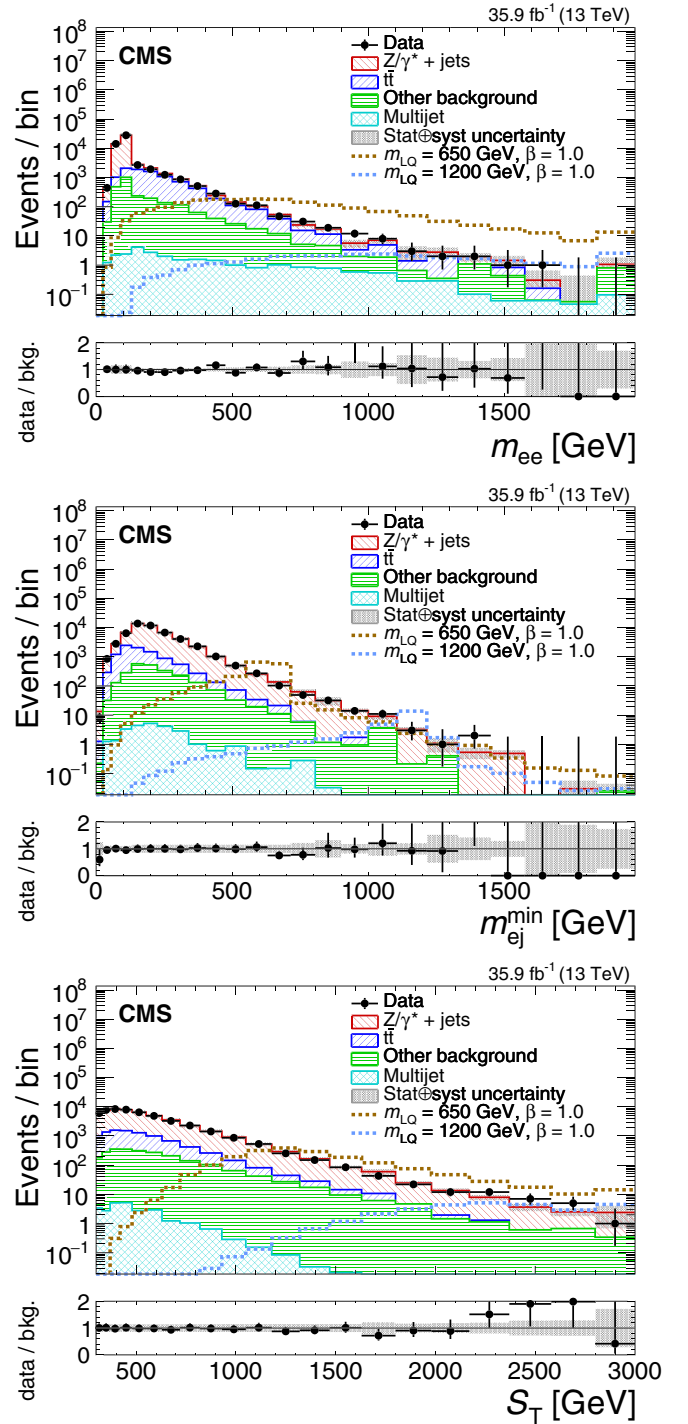 35.9 fb⁻¹ (13 TeV)
10⁸
10⁷
10⁶
10⁵
10⁴
10³
10²
10
1
10⁻¹
Events / bin
CMS
Data
Z/γ* + jets
tt̄
Other background
Multijet
Stat⊕syst uncertainty
m_LQ = 650 GeV, β = 1.0
m_LQ = 1200 GeV, β = 1.0
data / bkg.
2
1
0
0 500 1000 1500
m_ee [GeV]
35.9 fb⁻¹ (13 TeV)
10⁸
10⁷
10⁶
10⁵
10⁴
10³
10²
10
1
10⁻¹
Events / bin
CMS
Data
Z/γ* + jets
tt̄
Other background
Multijet
Stat⊕syst uncertainty
m_LQ = 650 GeV, β = 1.0
m_LQ = 1200 GeV, β = 1.0
data / bkg.
2
1
0
0 500 1000 1500
m_ej^min [GeV]
35.9 fb⁻¹ (13 TeV)
10⁸
10⁷
10⁶
10⁵
10⁴
10³
10²
10
1
10⁻¹
Events / bin
CMS
Data
Z/γ* + jets
tt̄
Other background
Multijet
Stat⊕syst uncertainty
m_LQ = 650 GeV, β = 1.0
m_LQ = 1200 GeV, β = 1.0
data / bkg.
2
1
0
500 1000 1500 2000 2500 3000
S_T [GeV]